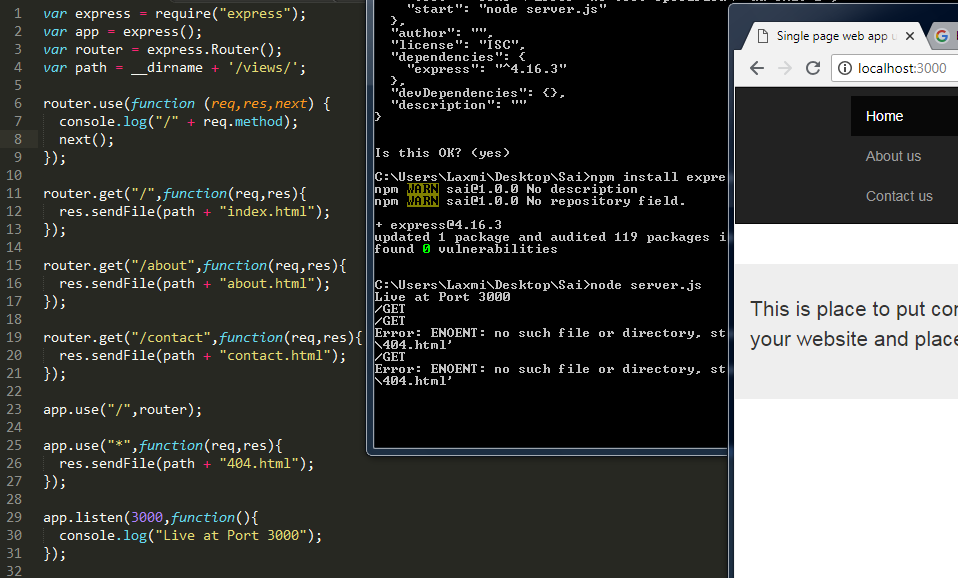 1 var express = require("express");
2 var app = express();
3 var router = express.Router();
4 var path = __dirname + '/views/';
5
6 router.use(function (req,res,next) {
7 console.log("/" + req.method);
8 next();
9 });
10
11 router.get("/",function(req,res){
12 res.sendFile(path + "index.html");
13 });
14
15 router.get("/about",function(req,res){
16 res.sendFile(path + "about.html");
17 });
18
19 router.get("/contact",function(req,res){
20 res.sendFile(path + "contact.html");
21 });
22
23 app.use("/",router);
24
25 app.use("*",function(req,res){
26 res.sendFile(path + "404.html");
27 });
28
29 app.listen(3000,function(){
30 console.log("Live at Port 3000");
31 });
32
"start": "node server.js"
},
"author": "",
"license": "ISC",
"dependencies": {
"express": "^4.16.3"
},
"devDependencies": {},
"description": ""
}
Is this OK? (yes)
C:\Users\Laxmi\Desktop\Sai>npm install expre
npm WARN sai@1.0.0 No description
npm WARN sai@1.0.0 No repository field.
+ express@4.16.3
updated 1 package and audited 119 packages i
found 0 vulnerabilities
C:\Users\Laxmi\Desktop\Sai>node server.js
Live at Port 3000
/GET
/GET
Error: ENOENT: no such file or directory, st
\404.html'
/GET
Error: ENOENT: no such file or directory, st
\404.html'
Single page web app
localhost:3000
Home
About us
Contact us
This is place to put cor
your website and place